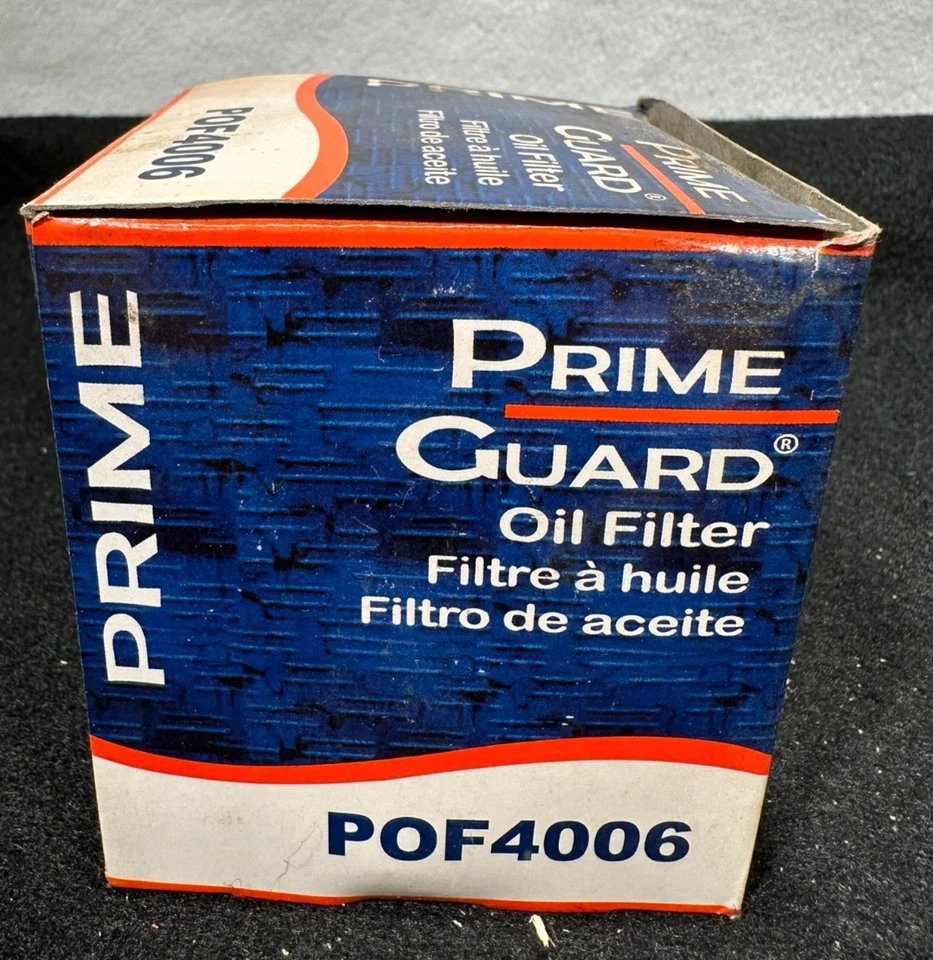 POF4006
PRIME
GUARD®
Oil Filter
Filtre à huile
Filtro de aceite
PRIME
PRIME
GUARD®
Oil Filter
Filtre à huile
Filtro de aceite
POF4006